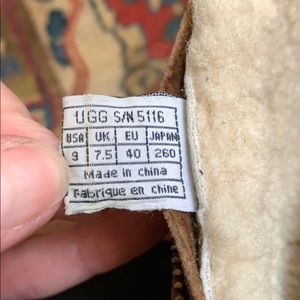 UGG S/N 5116
USA UK EU JAPAN
9 7.5 40 260
Made in china
Fabrique en chine